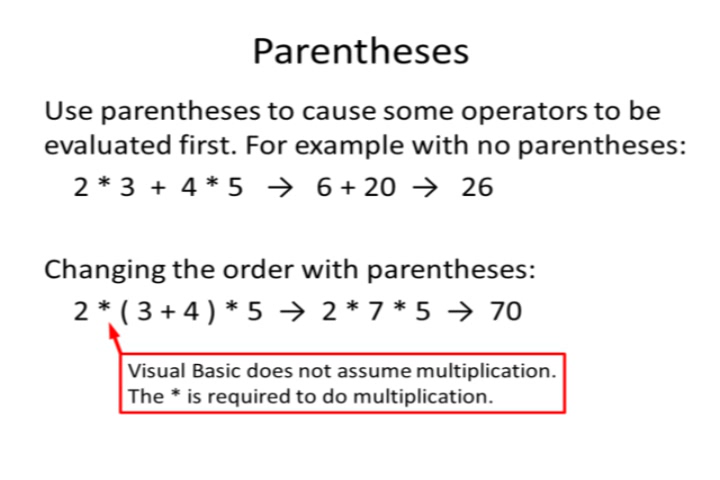 Parentheses
Use parentheses to cause some operators to be
evaluated first. For example with no parentheses:
2 * 3 + 4 * 5 → 6 + 20 → 26
Changing the order with parentheses:
2 * ( 3 + 4 ) * 5 → 2 * 7 * 5 → 70
Visual Basic does not assume multiplication.
The * is required to do multiplication.